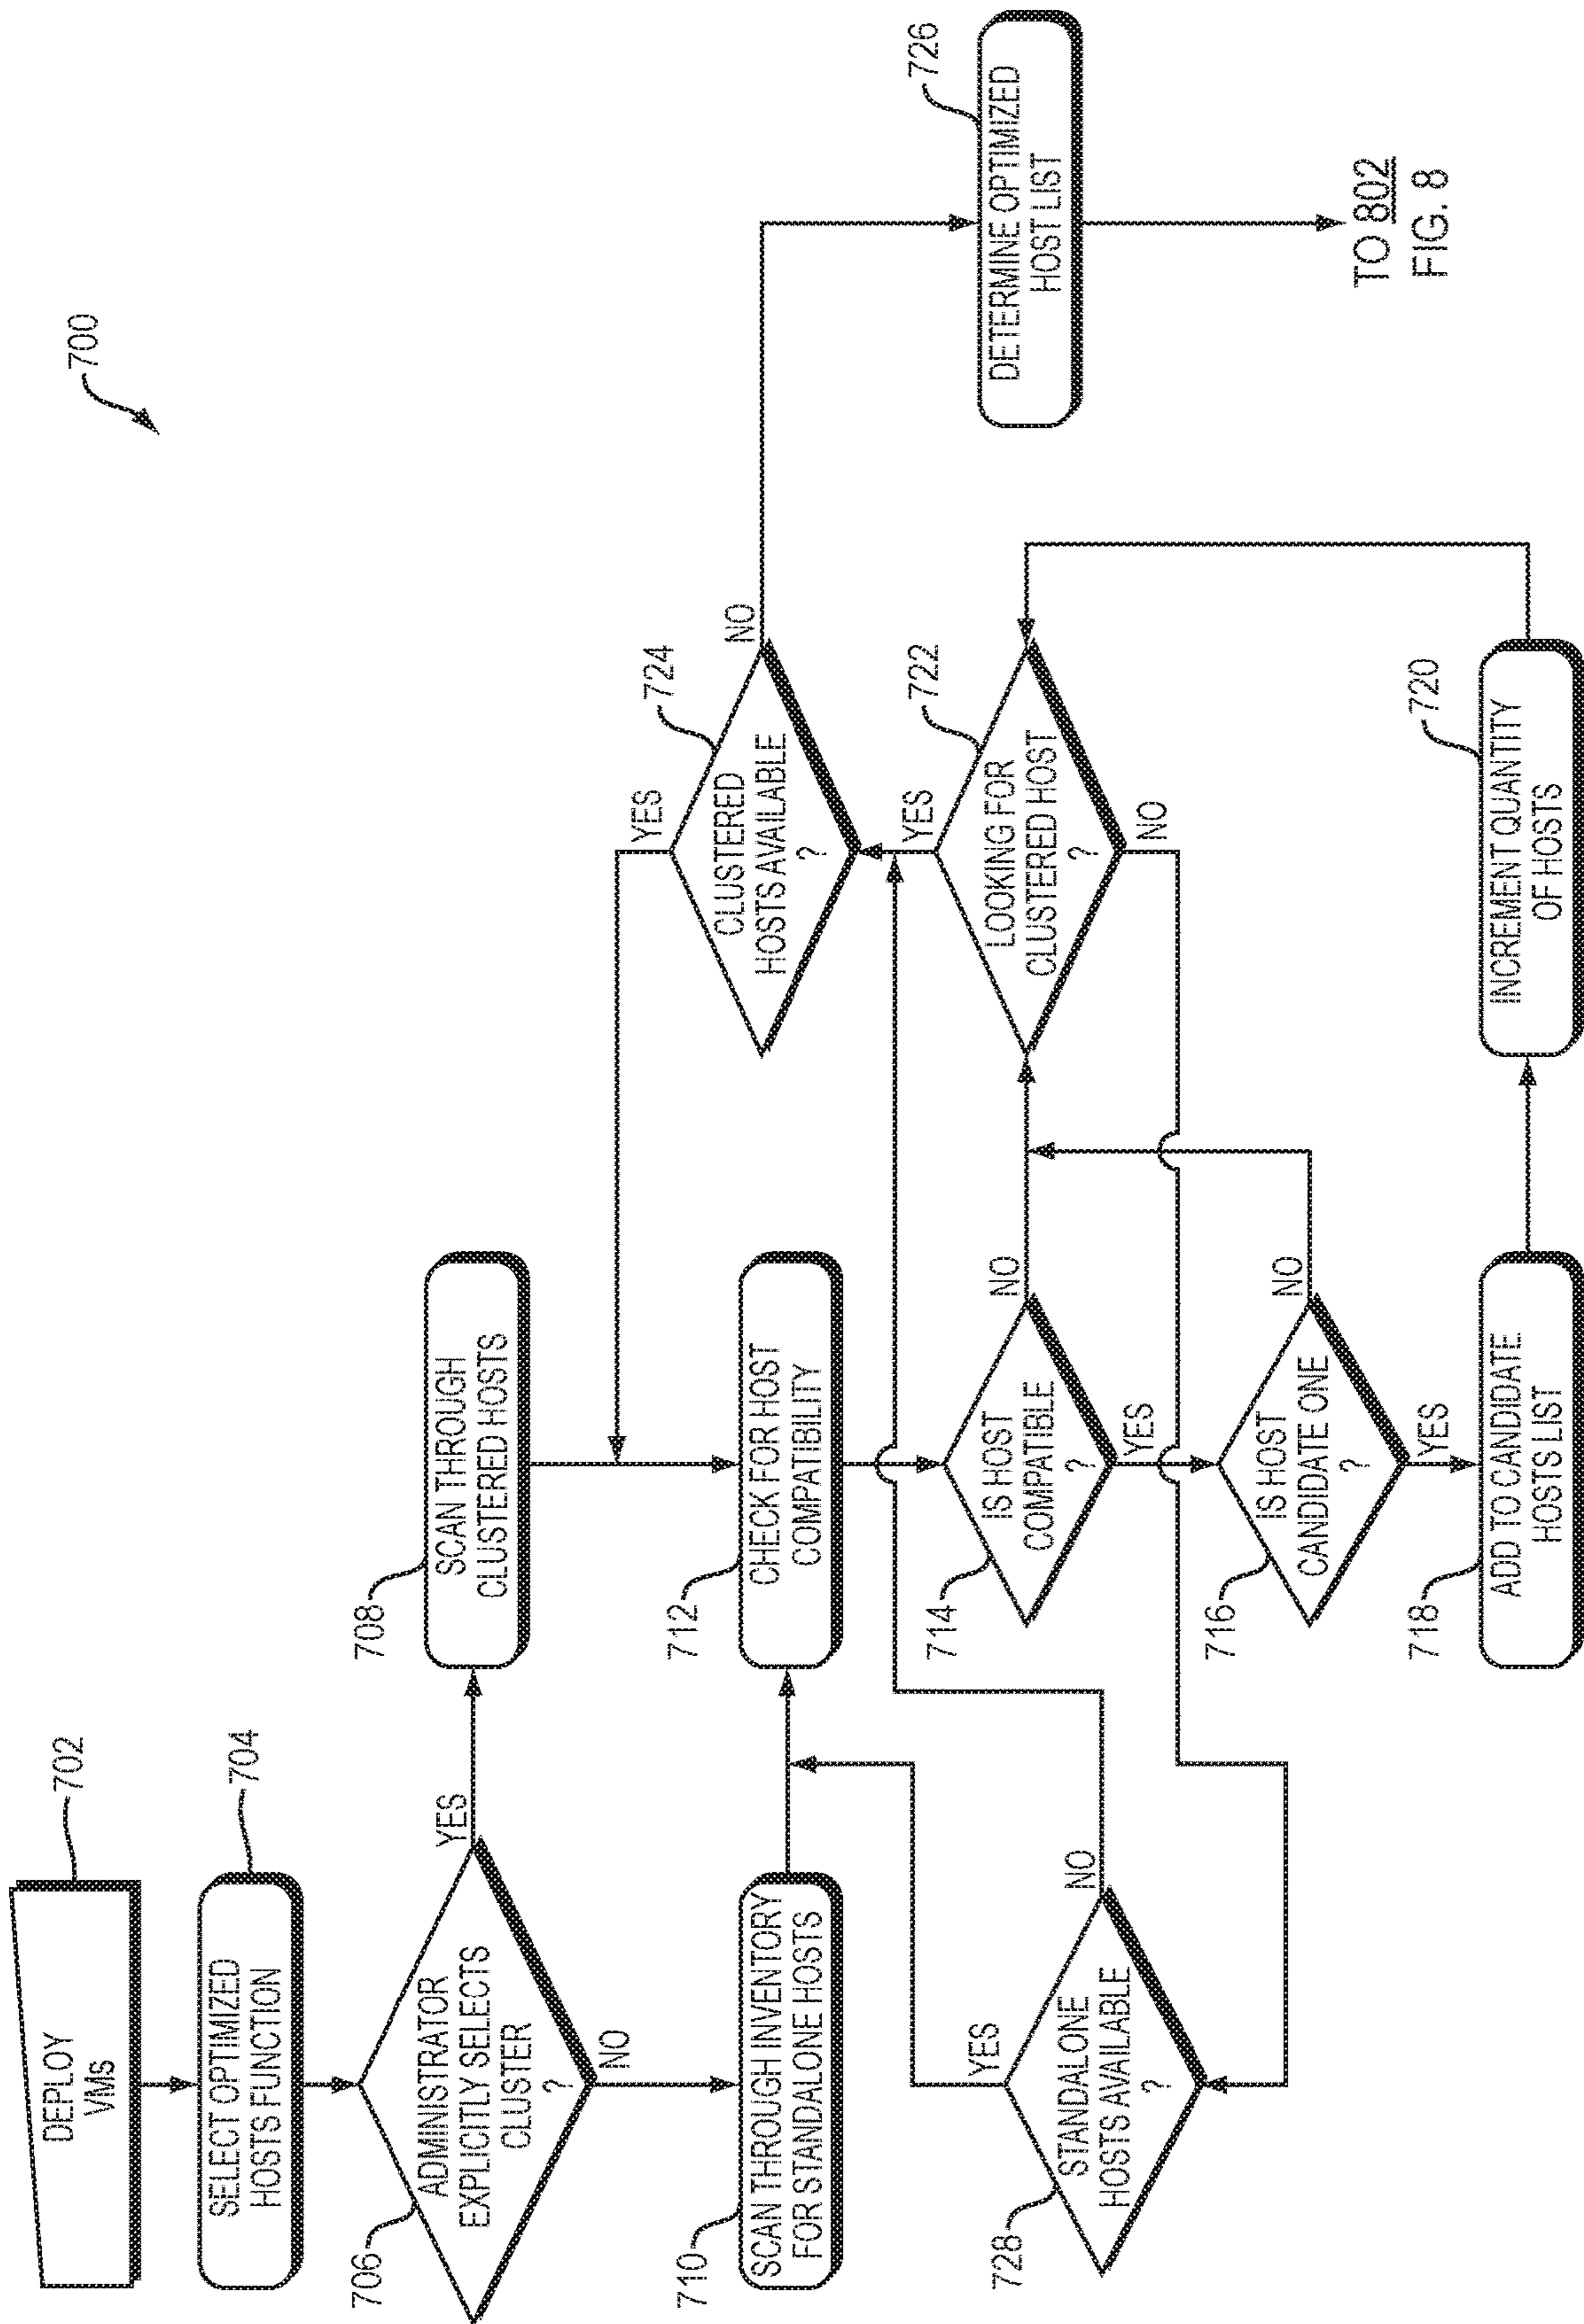 700
DEPLOY
VMs
702
SELECT OPTIMIZED
HOSTS FUNCTION
704
ADMINISTRATOR
EXPLICITLY SELECTS
CLUSTER
?
706
YES
NO
SCAN THROUGH
CLUSTERED HOSTS
708
SCAN THROUGH INVENTORY
FOR STANDALONE HOSTS
710
CHECK FOR HOST
COMPATIBILITY
712
IS HOST
COMPATIBLE
?
714
NO
YES
IS HOST
CANDIDATE ONE
?
716
NO
YES
ADD TO CANDIDATE
HOSTS LIST
718
INCREMENT QUANTITY
OF HOSTS
720
LOOKING FOR
CLUSTERED HOST
?
722
YES
NO
CLUSTERED
HOSTS AVAILABLE
?
724
YES
NO
DETERMINE OPTIMIZED
HOST LIST
726
TO 802
FIG. 8
STANDALONE
HOSTS AVAILABLE
?
728
YES
NO